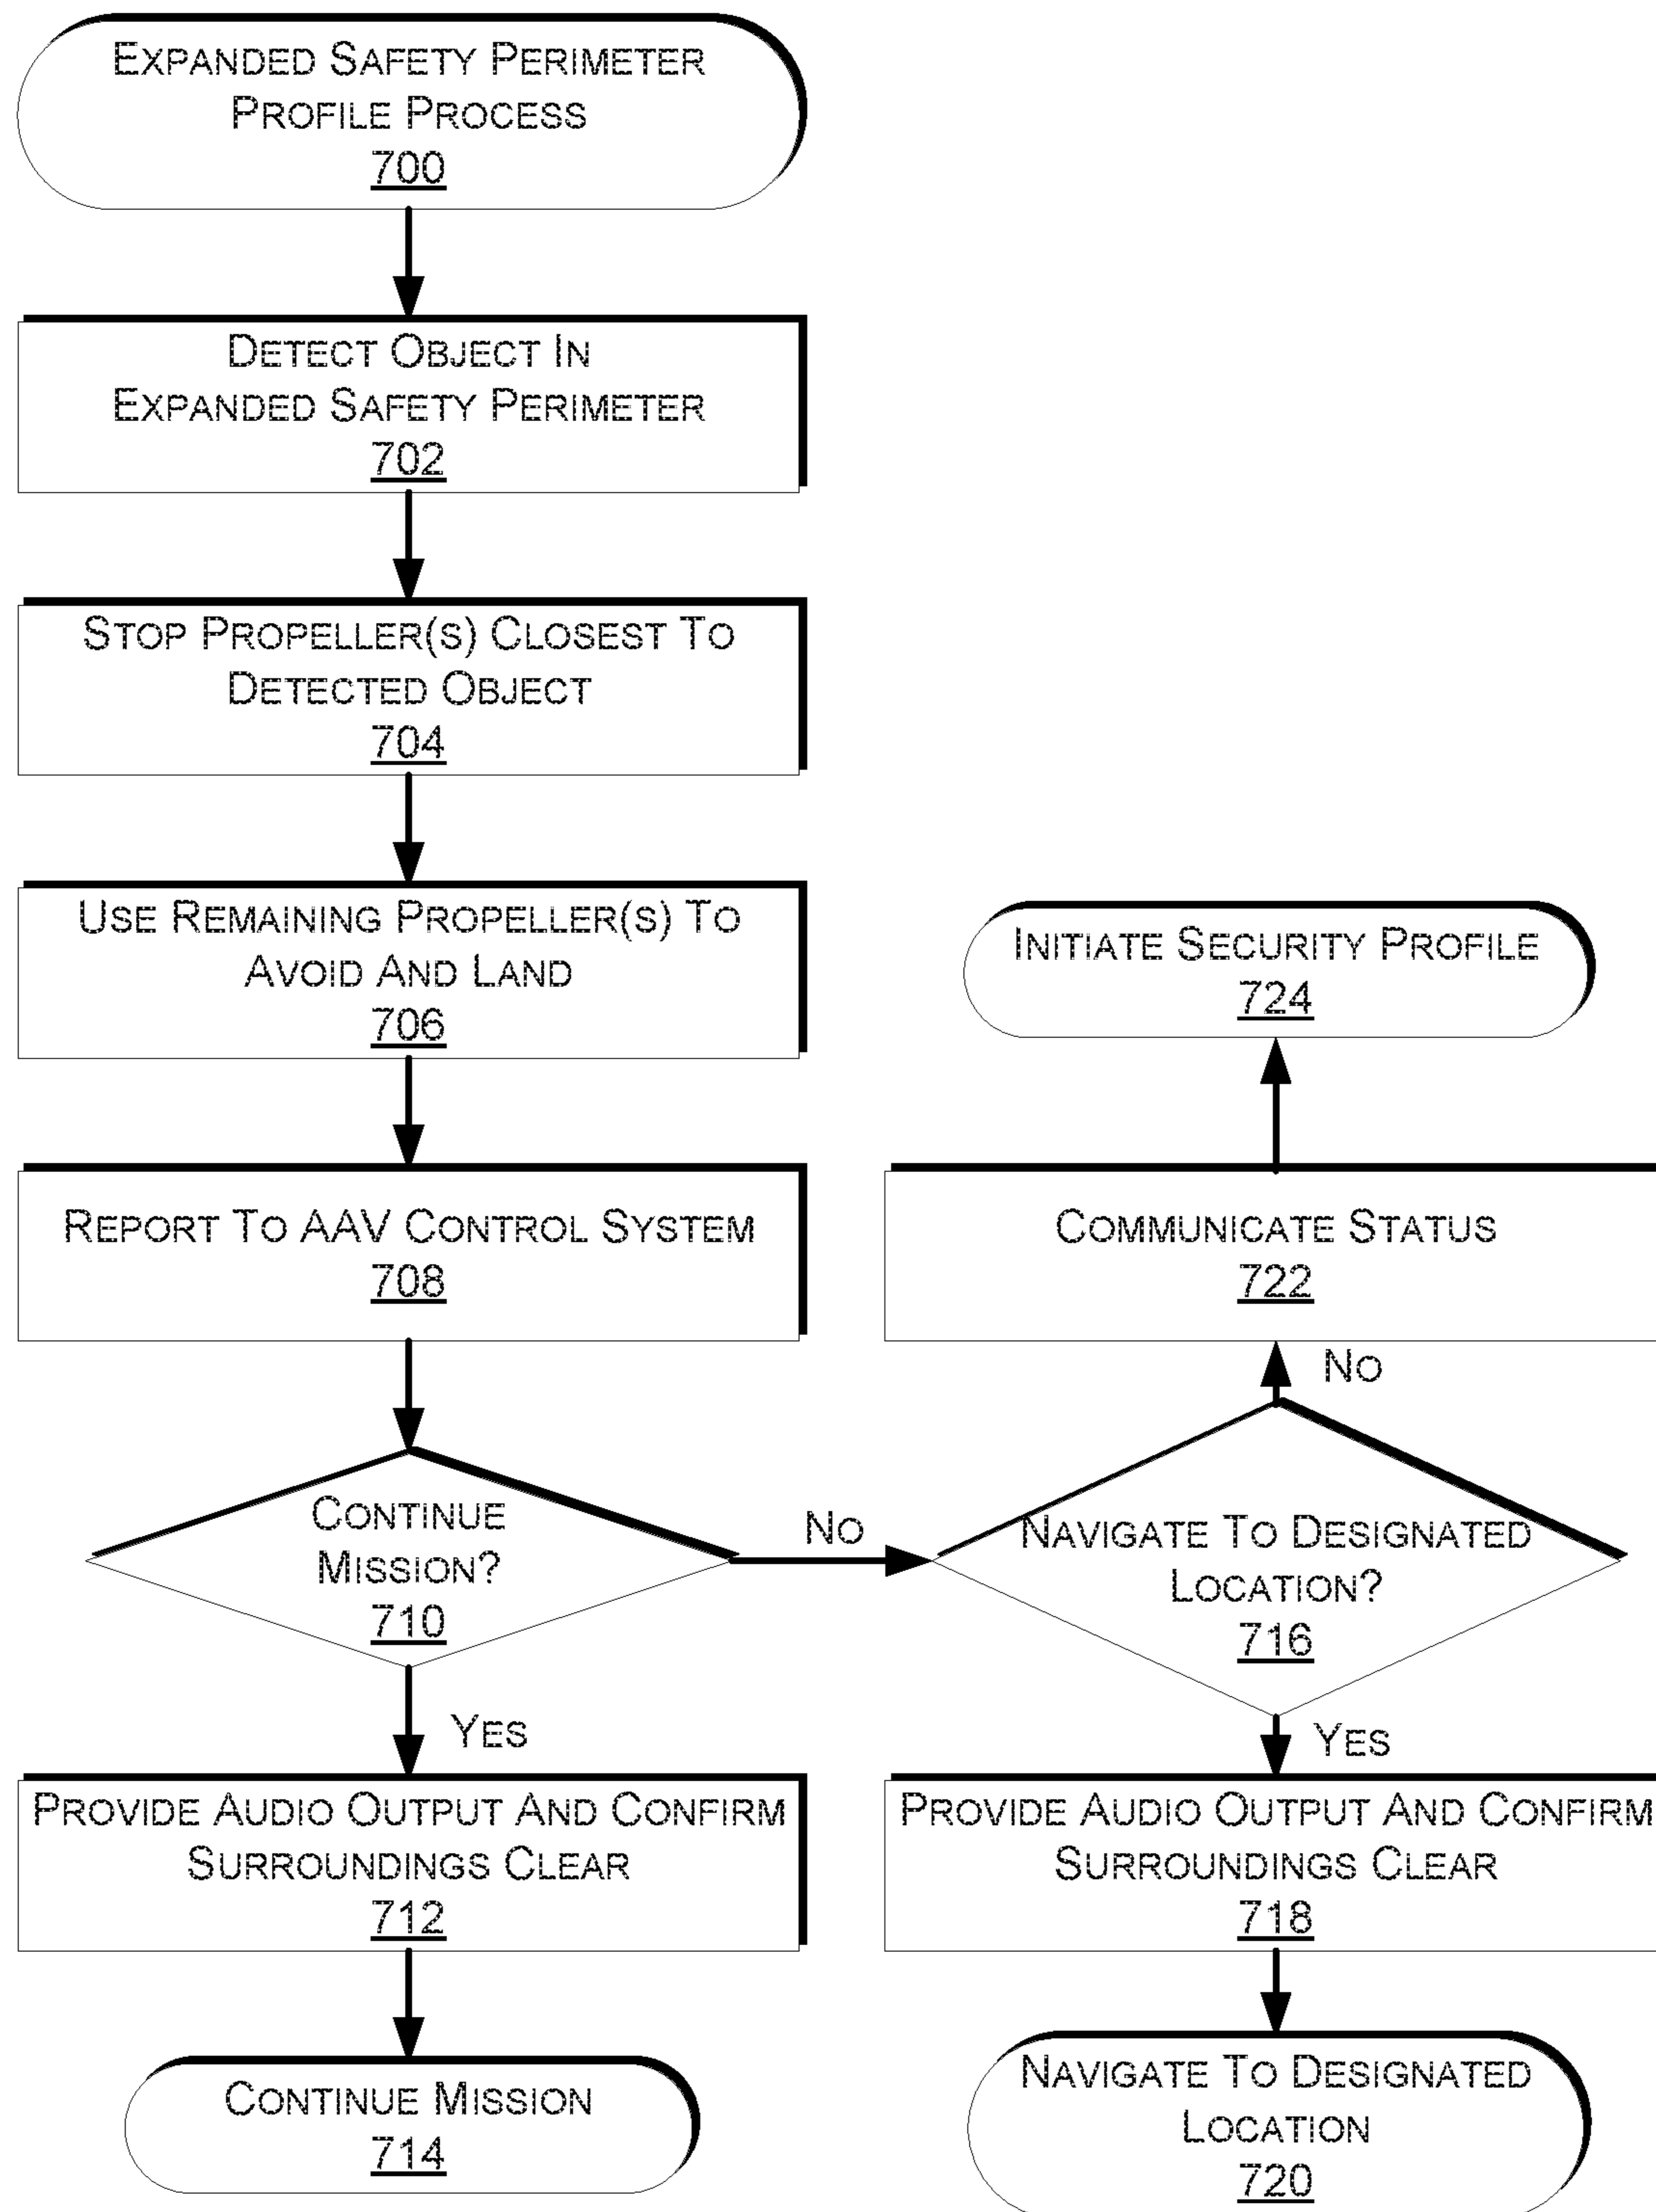 EXPANDED SAFETY PERIMETER
PROFILE PROCESS
700
DETECT OBJECT IN
EXPANDED SAFETY PERIMETER
702
STOP PROPELLER(S) CLOSEST TO
DETECTED OBJECT
704
USE REMAINING PROPELLER(S) TO
AVOID AND LAND
706
REPORT TO AAV CONTROL SYSTEM
708
CONTINUE
MISSION?
710
YES
PROVIDE AUDIO OUTPUT AND CONFIRM
SURROUNDINGS CLEAR
712
CONTINUE MISSION
714
NO
NAVIGATE TO DESIGNATED
LOCATION?
716
YES
PROVIDE AUDIO OUTPUT AND CONFIRM
SURROUNDINGS CLEAR
718
NAVIGATE TO DESIGNATED
LOCATION
720
NO
COMMUNICATE STATUS
722
INITIATE SECURITY PROFILE
724